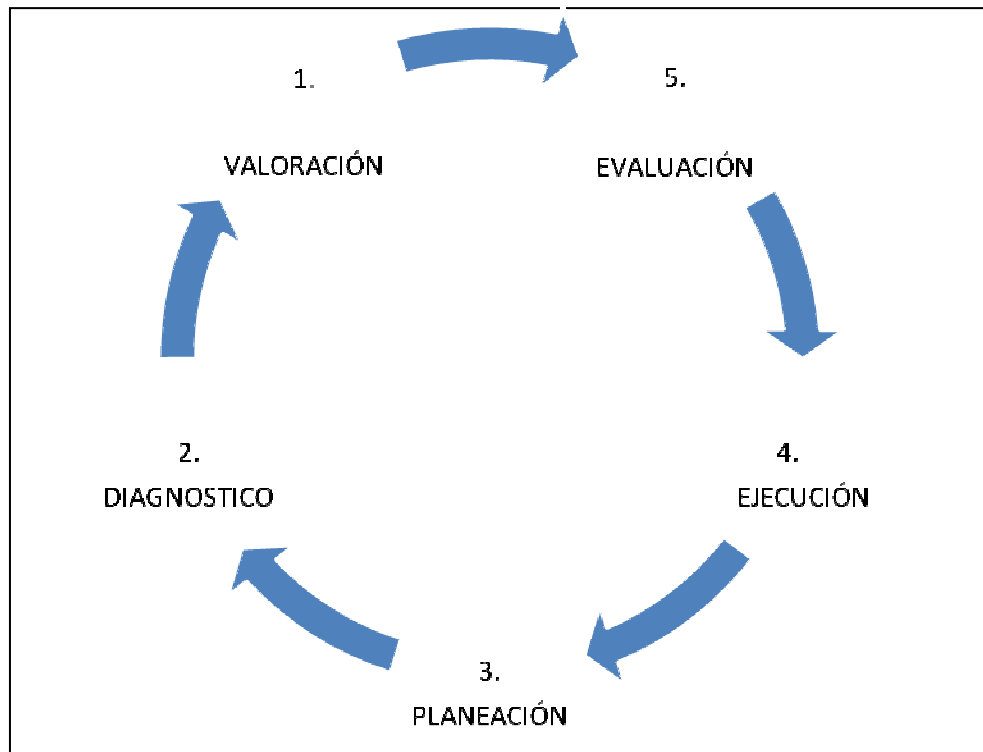 1.
VALORACIÓN
5.
EVALUACIÓN
2.
DIAGNOSTICO
4.
EJECUCIÓN
3.
PLANEACIÓN